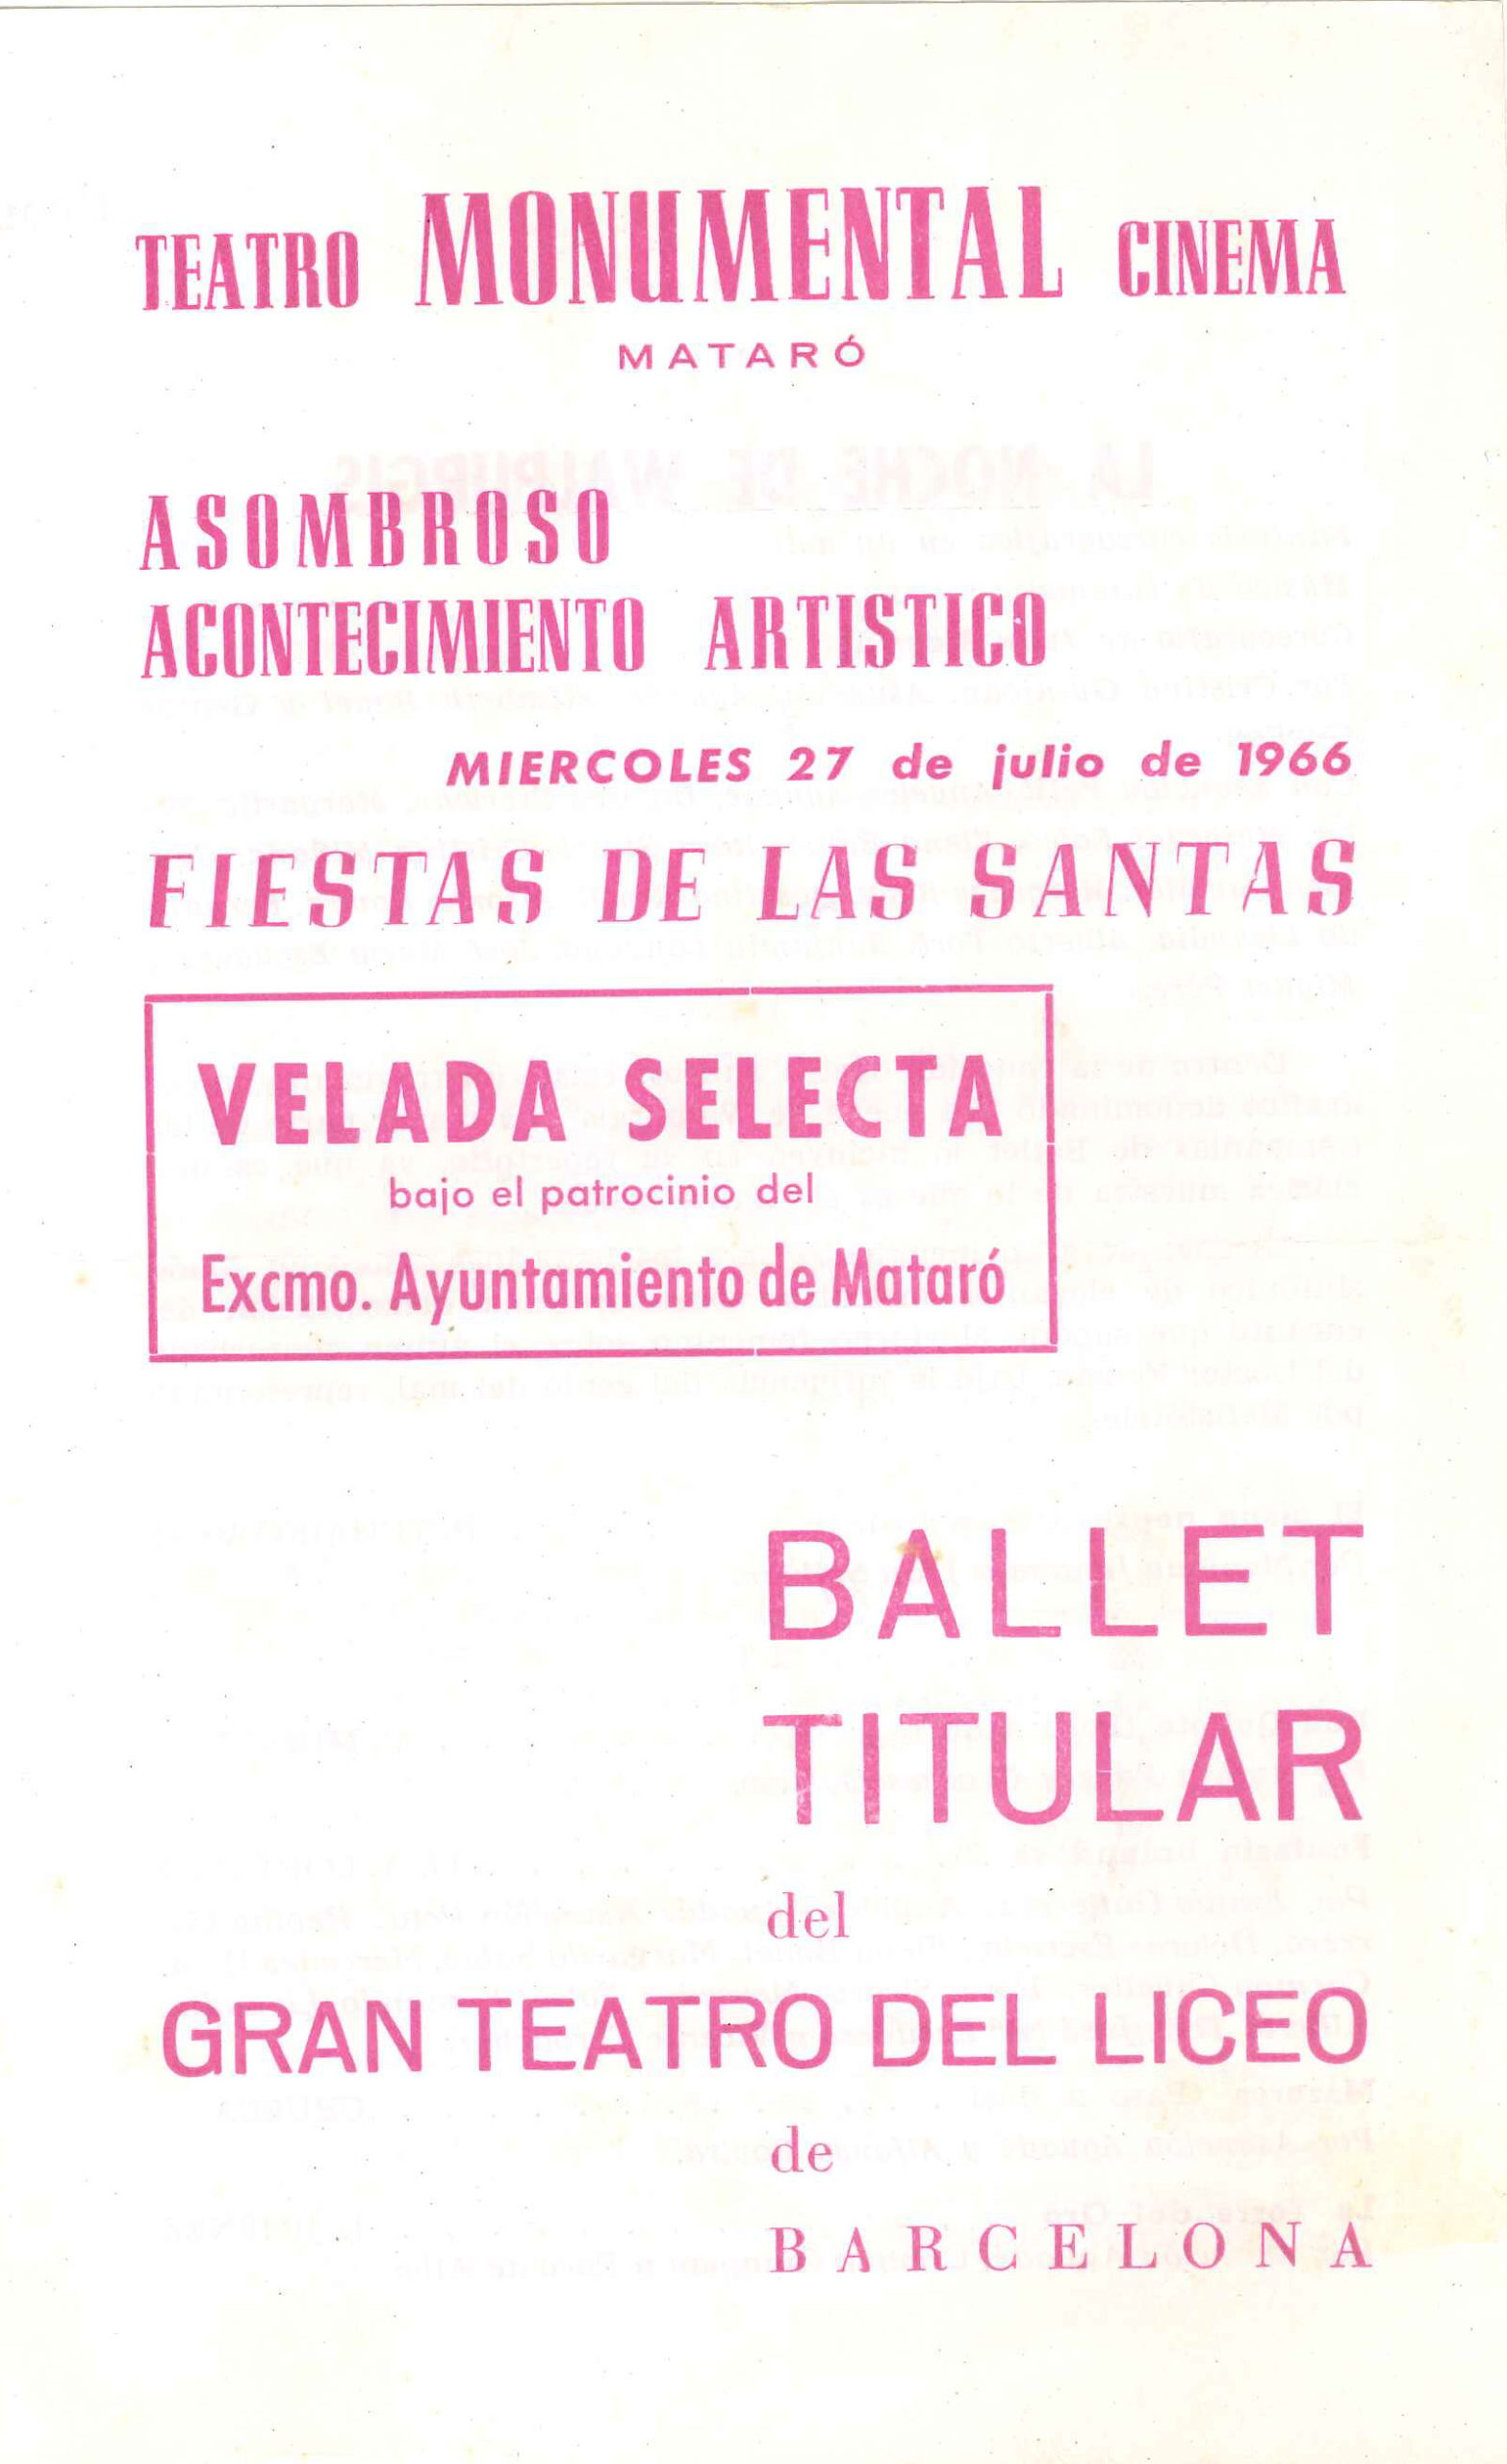 TEATRO MONUMENTAL CINEMA
MATARÓ
ASOMBROSO
ACONTECIMIENTO ARTISTICO
MIERCOLES 27 de julio de 1966
FIESTAS DE LAS SANTAS
VELADA SELECTA
bajo el patrocinio del
Excmo. Ayuntamiento de Mataró
BALLET
TITULAR
del
GRAN TEATRO DEL LICEO
de
BARCELONA